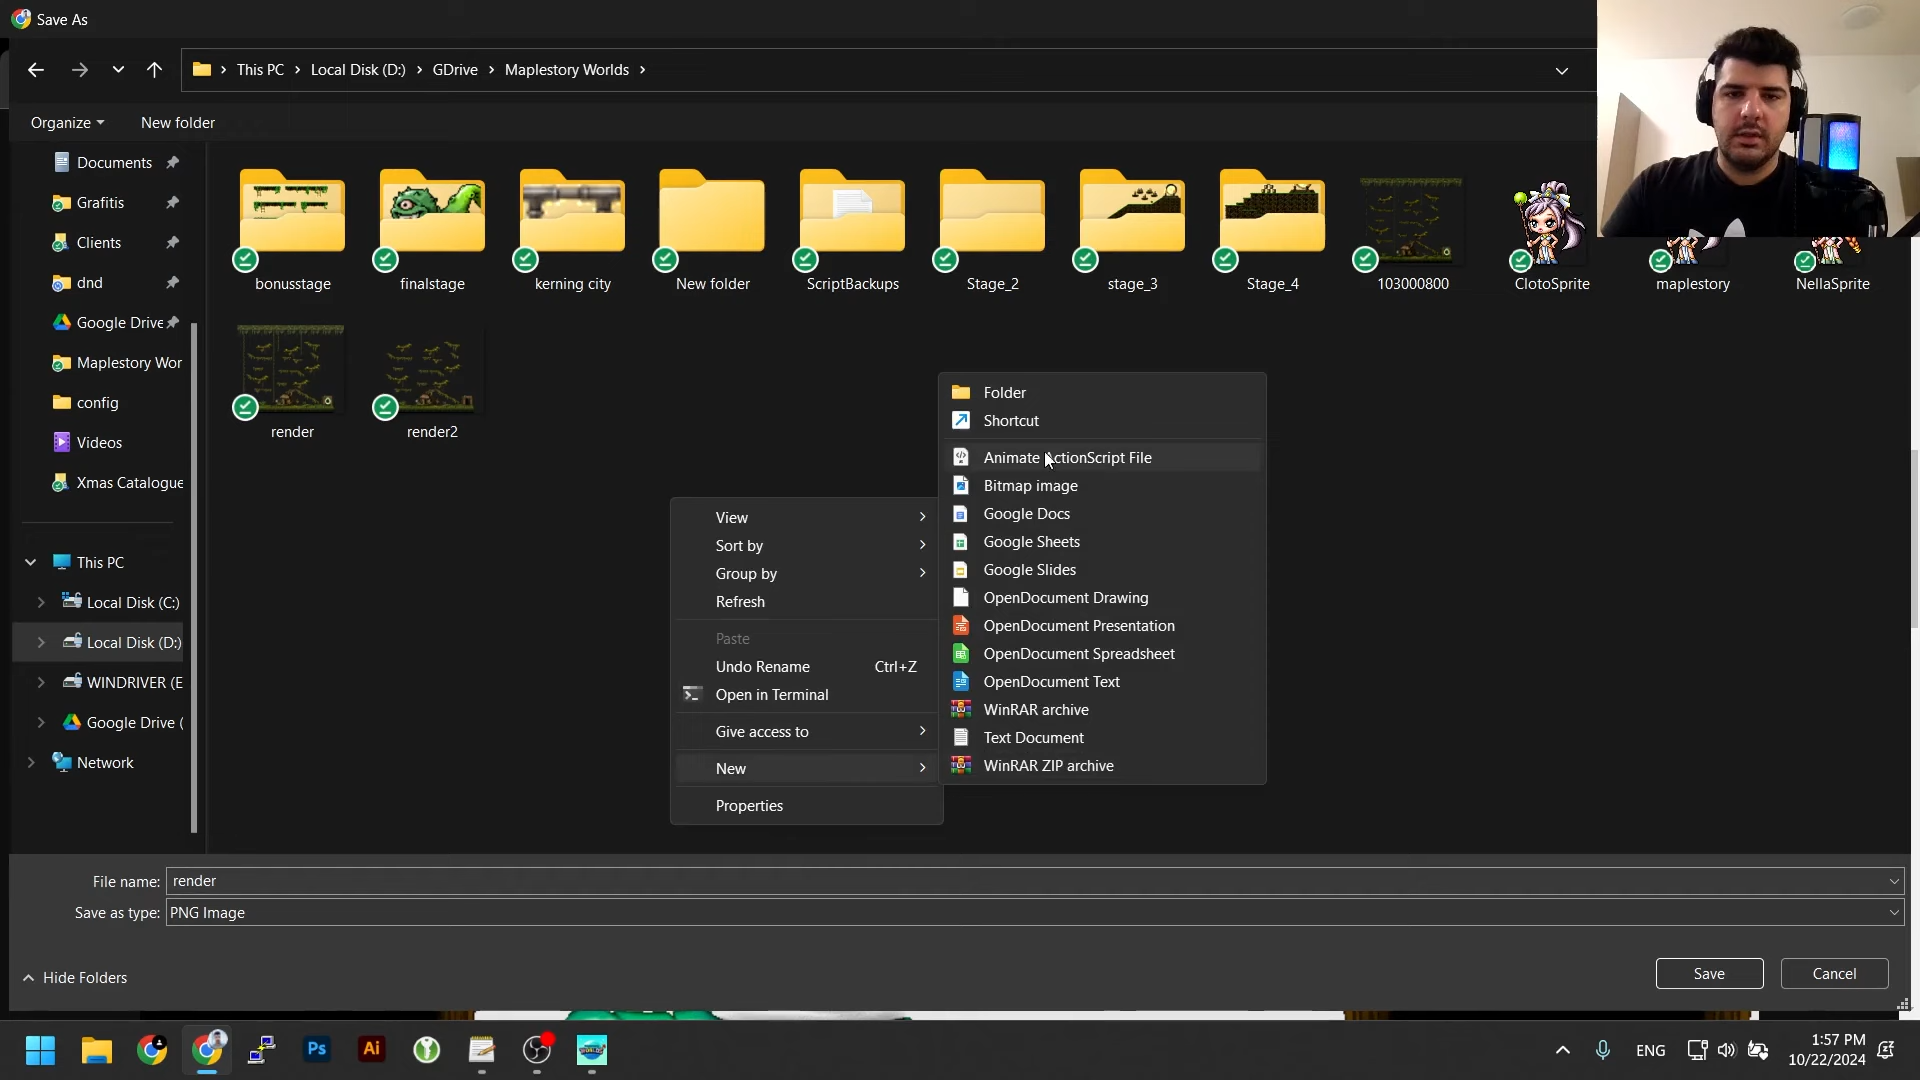 Save As
This PC > Local Disk (D:) > GDrive > Maplestory Worlds >
Organize
New folder
Documents
Grafitis
Clients
dnd
Google Drive
Maplestory Wor
config
Videos
Xmas Catalogue
This PC
Local Disk (C:)
Local Disk (D:)
WINDRIVER (E
Google Drive (
Network
bonusstage
finalstage
kerning city
New folder
ScriptBackups
Stage_2
stage_3
Stage_4
103000800
ClotoSprite
maplestory
NellaSprite
render
render2
View
Sort by
Group by
Refresh
Paste
Undo Rename Ctrl+Z
Open in Terminal
Give access to
New
Properties
Folder
Shortcut
Animate ActionScript File
Bitmap image
Google Docs
Google Sheets
Google Slides
OpenDocument Drawing
OpenDocument Presentation
OpenDocument Spreadsheet
OpenDocument Text
WinRAR archive
Text Document
WinRAR ZIP archive
File name: render
Save as type: PNG Image
Hide Folders
Save
Cancel
Ps
Ai
ENG
1:57 PM
10/22/2024